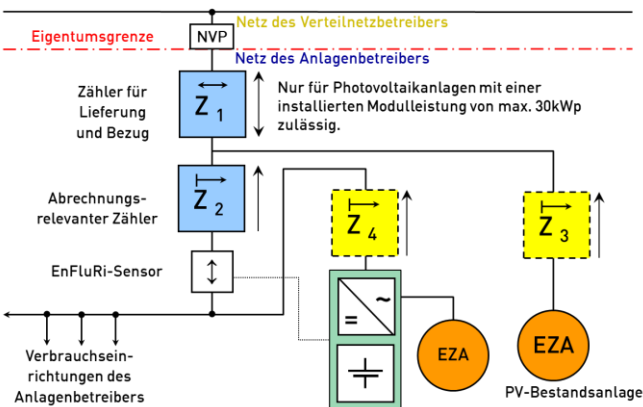 Netz des Verteilnetzbetreibers
Eigentumsgrenze
NVP
Netz des Anlagenbetreibers
Zähler für
Lieferung
und Bezug
Z 1
Nur für Photovoltaikanlagen mit einer
installierten Modulleistung von max. 30kWp
zulässig.
Abrechnungs-
relevanter Zähler
Z 2
Z 4
Z 3
EnFluRi-Sensor
~
=
EZA
EZA
Verbrauchsein-
richtungen des
Anlagenbetreibers
PV-Bestandsanlage